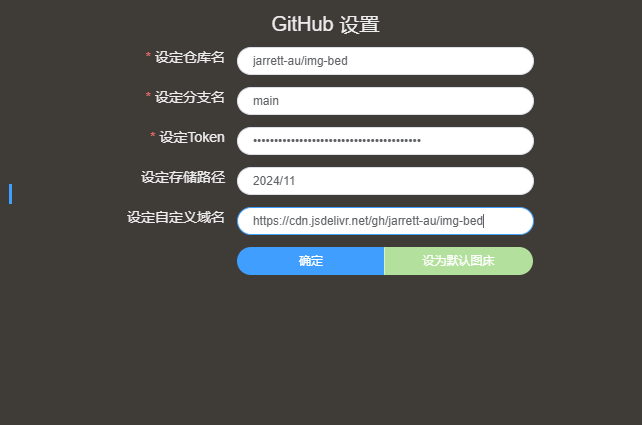 GitHub 设置
* 设定仓库名 jarrett-au/img-bed
* 设定分支名 main
* 设定Token ••••••••••••••••••••••••••••••••••••••••
设定存储路径 2024/11
设定自定义域名 https://cdn.jsdelivr.net/gh/jarrett-au/img-bed
确定 设为默认图床